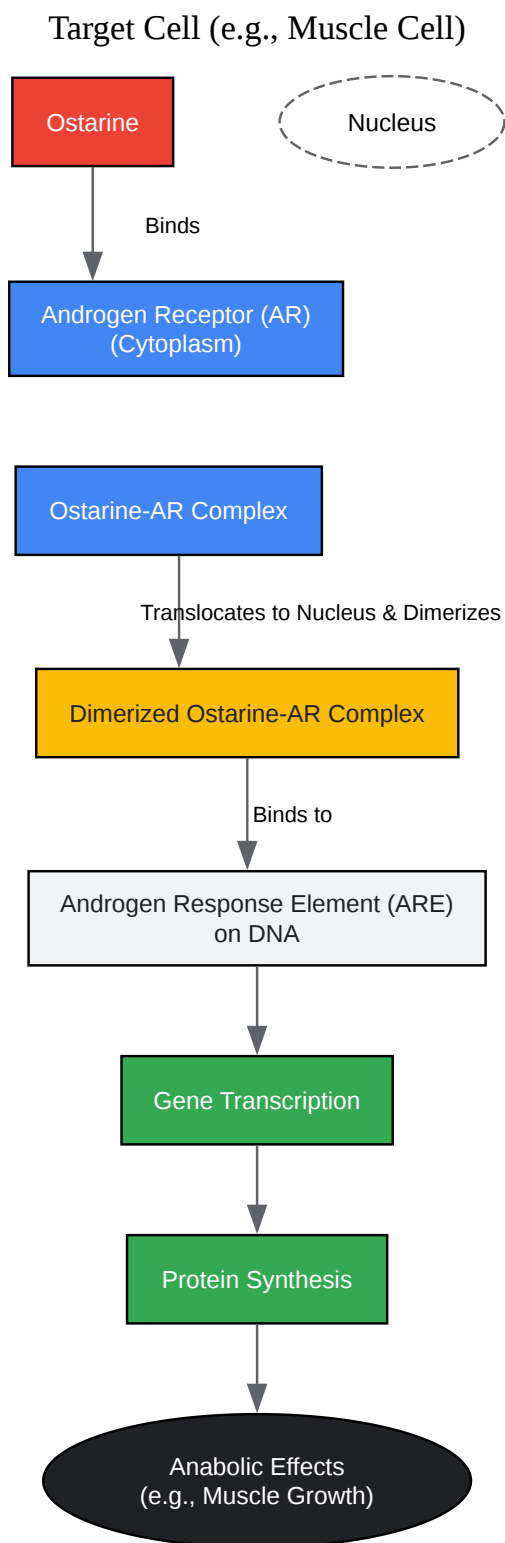 Target Cell (e.g., Muscle Cell)
Ostarine
Nucleus
Binds
Androgen Receptor (AR)
(Cytoplasm)
Ostarine-AR Complex
Translocates to Nucleus & Dimerizes
Dimerized Ostarine-AR Complex
Binds to
Androgen Response Element (ARE)
on DNA
Gene Transcription
Protein Synthesis
Anabolic Effects
(e.g., Muscle Growth)